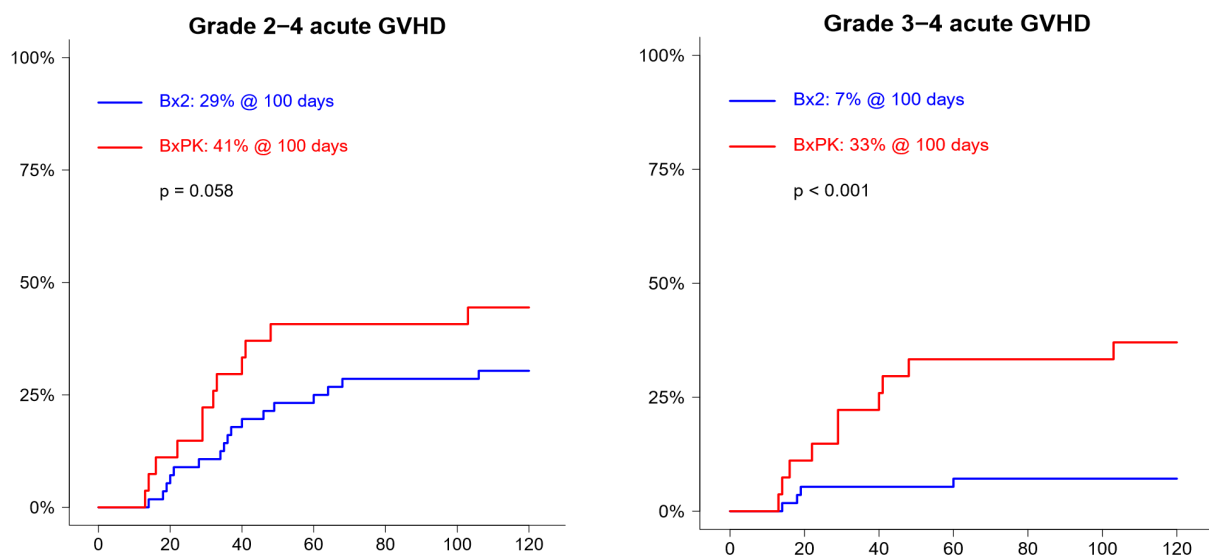 Grade 2–4 acute GVHD
100%
75%
50%
25%
0%
Bx2: 29% @ 100 days
BxPK: 41% @ 100 days
p = 0.058
0 20 40 60 80 100 120
Grade 3–4 acute GVHD
100%
75%
50%
25%
0%
Bx2: 7% @ 100 days
BxPK: 33% @ 100 days
p < 0.001
0 20 40 60 80 100 120